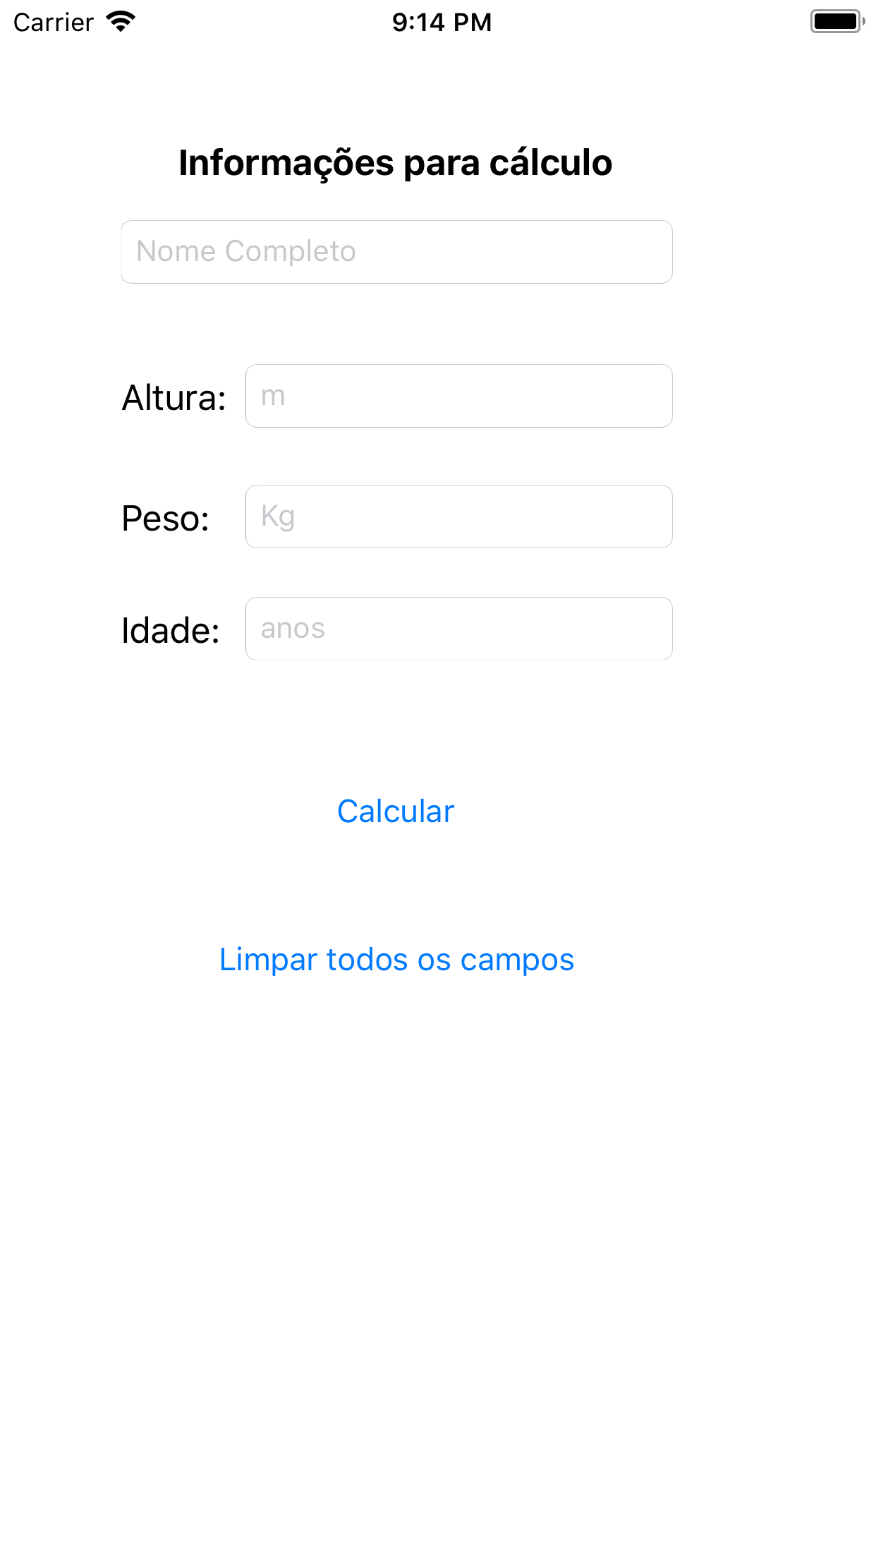 Carrier 9:14 PM
Informações para cálculo
Nome Completo
Altura: m
Peso: Kg
Idade: anos
Calcular
Limpar todos os campos